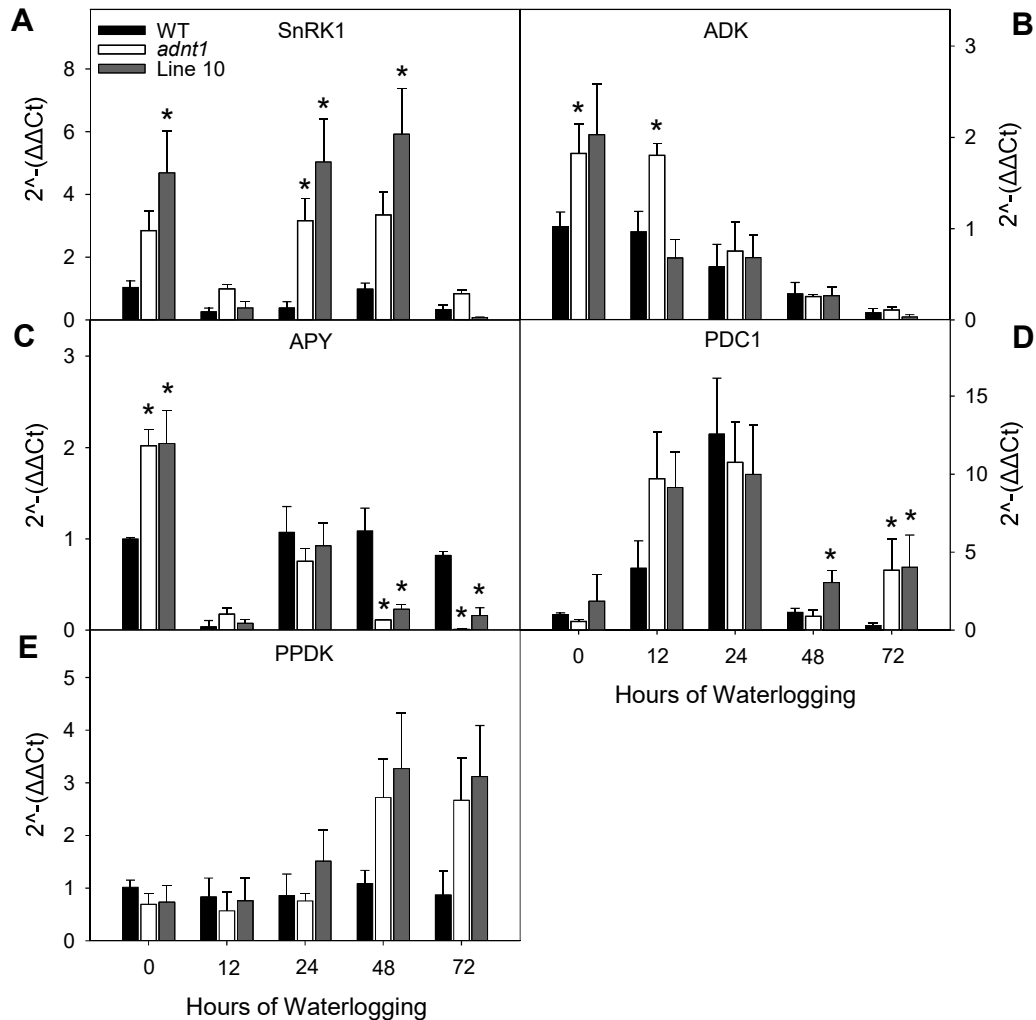 A
WT
adnt1
Line 10
SnRK1
ADK
B
8
6
4
2
0
2^-(ΔΔCt)
3
2
1
0
2^-(ΔΔCt)
* * * *
* *
C
APY
PDC1
D
3
2
1
0
2^-(ΔΔCt)
15
10
5
0
2^-(ΔΔCt)
* * * * * *
* * *
0 12 24 48 72
Hours of Waterlogging
E
PPDK
5
4
3
2
1
0
2^-(ΔΔCt)
0 12 24 48 72
Hours of Waterlogging